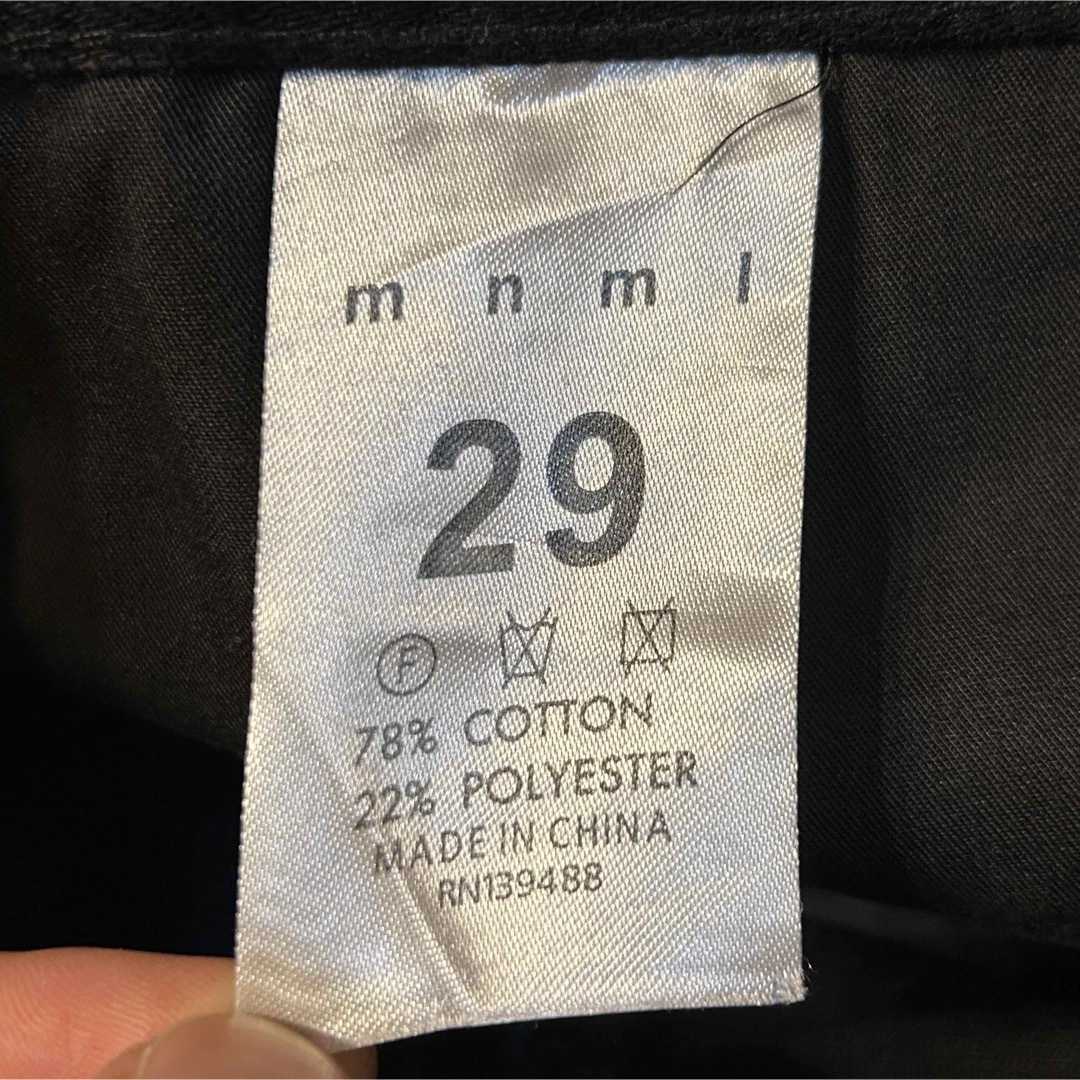 m n m l
29
F
78% COTTON
22% POLYESTER
MADE IN CHINA
RN139488